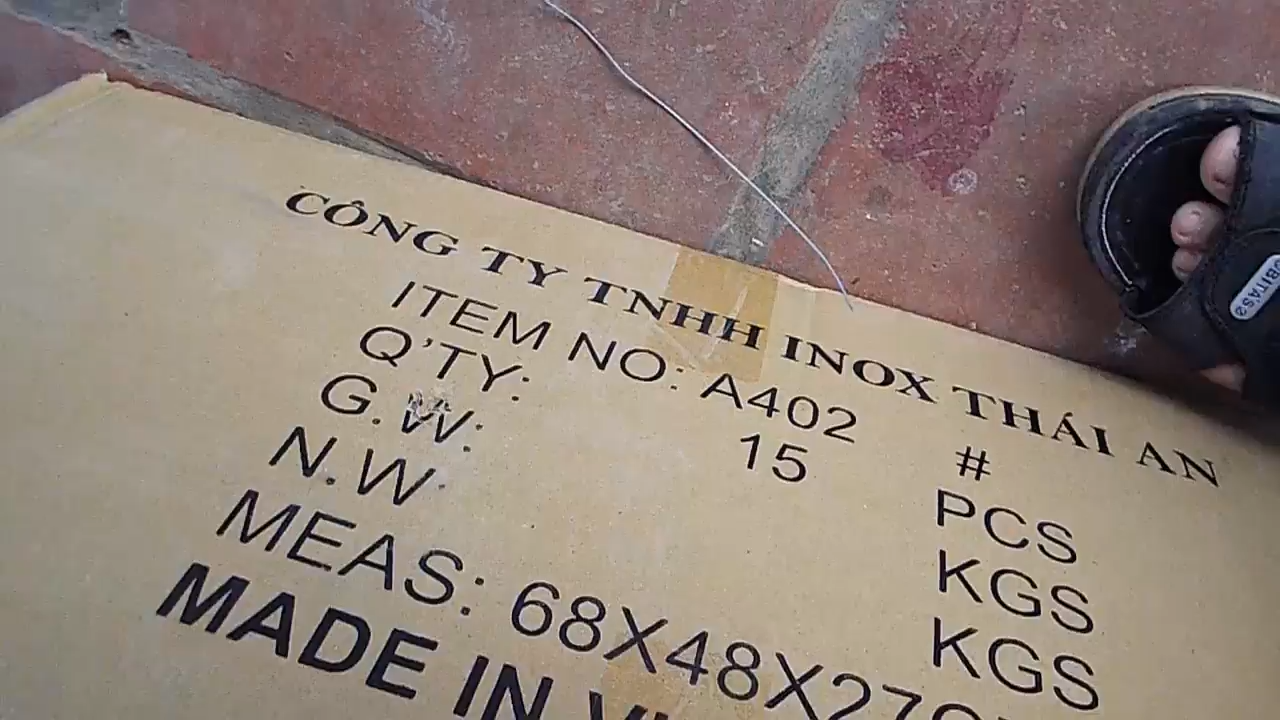 CÔNG TY TNHH INOX THÁI AN
ITEM NO: A402 #
Q'TY: 15 PCS
G.W: KGS
N.W: KGS
MEAS: 68X48X27
MADE IN